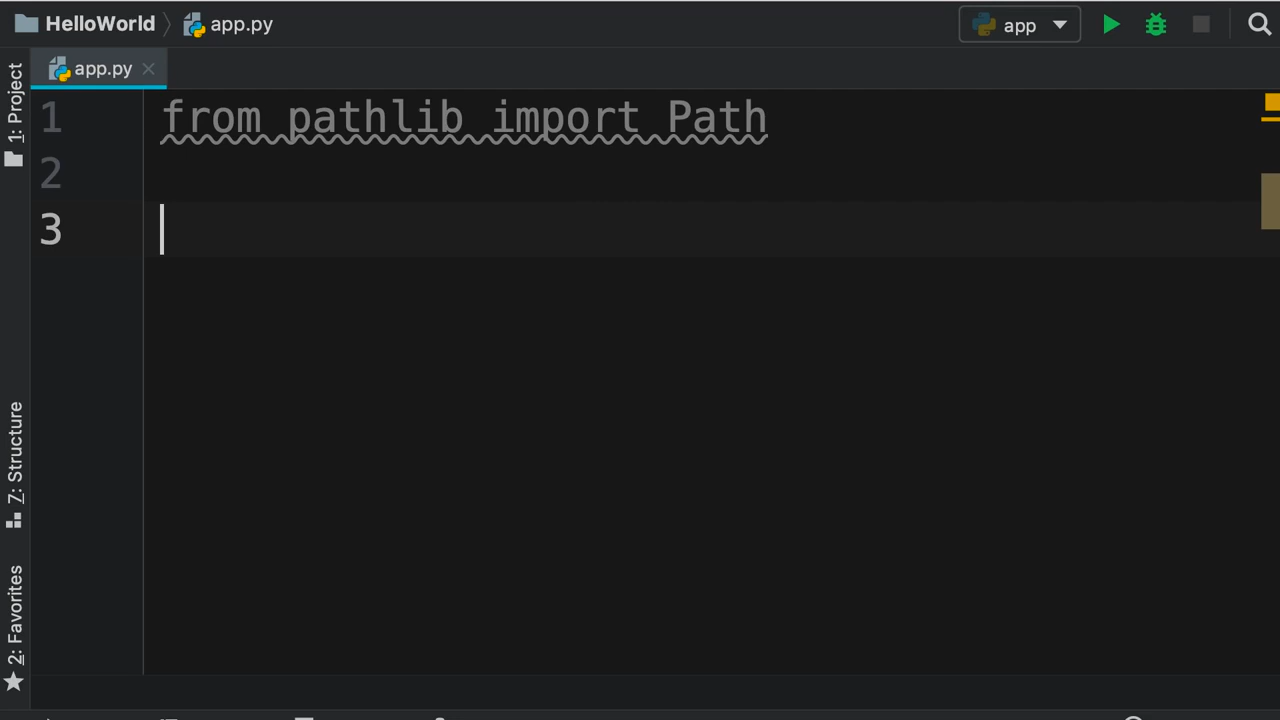 HelloWorld app.py app
app.py
1: Project
1 from pathlib import Path
2
3
7: Structure
2: Favorites